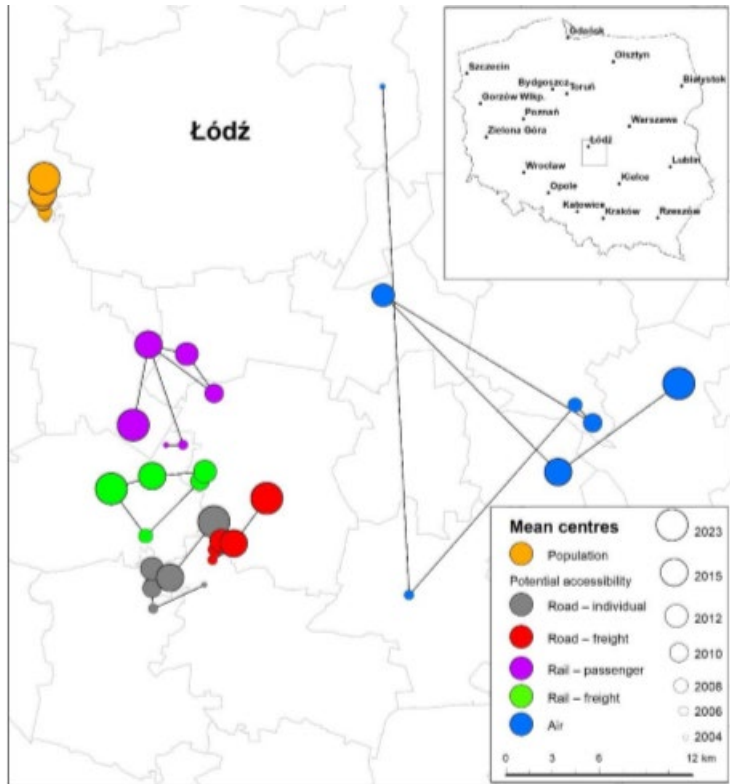 Łódź
Gdańsk
Olsztyn
Szczecin
Białystok
Bydgoszcz
Toruń
Gorzów Wlkp.
Poznań
Warszawa
Zielona Góra
Łódź
Lublin
Wrocław
Kielce
Opole
Katowice
Kraków
Rzeszów
Mean centres
Population
Potencial accessibility
Road – individual
Road – freight
Rail – passenger
Rail – freight
Air
2023
2015
2012
2010
2008
2006
2004
0 3 6 12 km